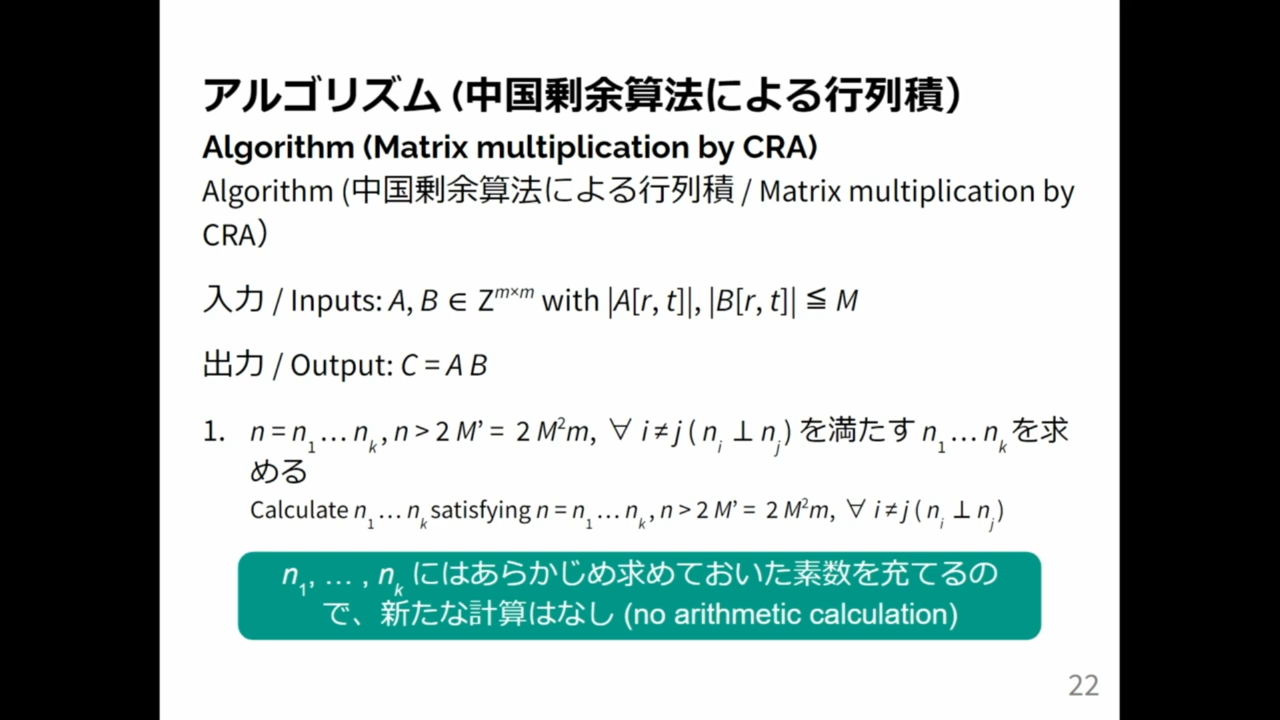 アルゴリズム (中国剰余算法による行列積）
Algorithm (Matrix multiplication by CRA)
Algorithm (中国剰余算法による行列積 / Matrix multiplication by
CRA）
入力 / Inputs: A, B ∈ Z^{m×m} with |A[r, t]|, |B[r, t]| ≦ M
出力 / Output: C = A B
1. n = n_1 … n_k, n > 2 M’ = 2 M^2m, ∀ i ≠ j ( n_i ⊥ n_j ) を満たす n_1 … n_k を求
める
Calculate n_1 … n_k satisfying n = n_1 … n_k, n > 2 M’ = 2 M^2m, ∀ i ≠ j ( n_i ⊥ n_j)
n_1, … , n_k にはあらかじめ求めておいた素数を充てるの
で、新たな計算はなし (no arithmetic calculation)
22